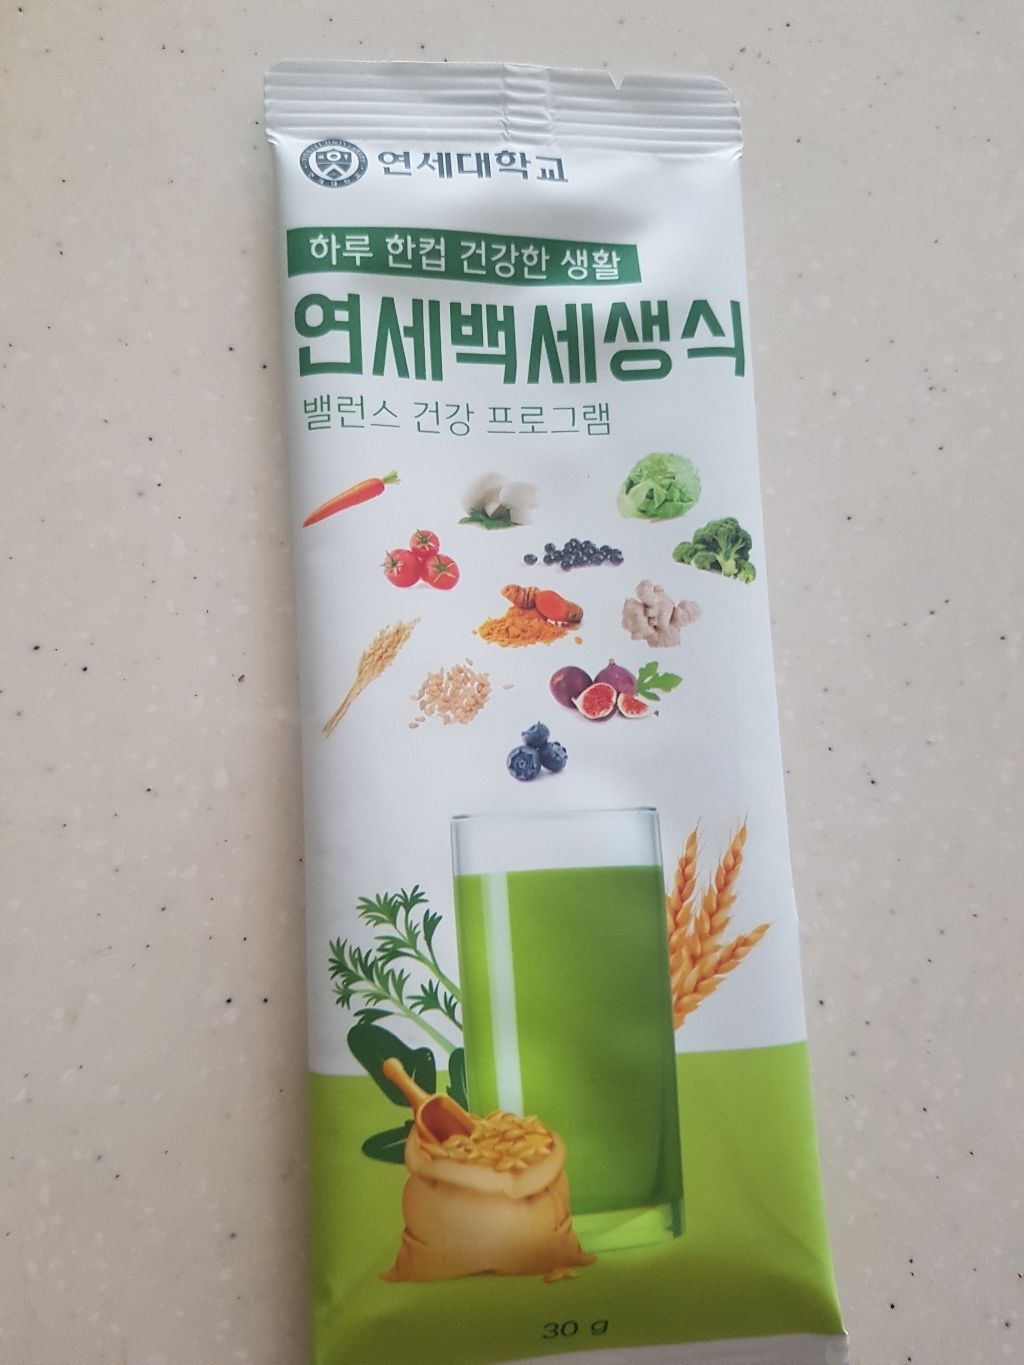 연세대학교
하루 한컵 건강한 생활
연세백세생식
밸런스 건강 프로그램
30 g